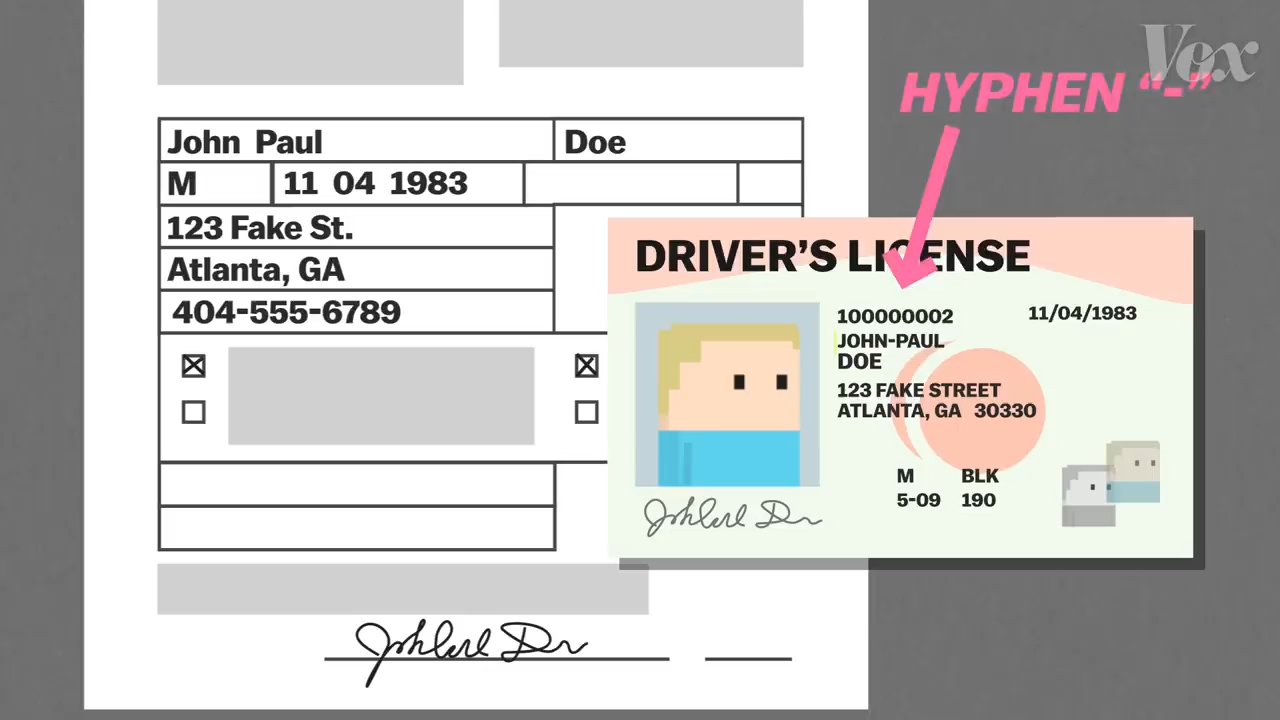 Vox
HYPHEN “-”
John Paul
Doe
M
11 04 1983
123 Fake St.
Atlanta, GA
404-555-6789
DRIVER’S LICENSE
100000002
11/04/1983
JOHN-PAUL
DOE
123 FAKE STREET
ATLANTA, GA 30330
M BLK
5-09 190